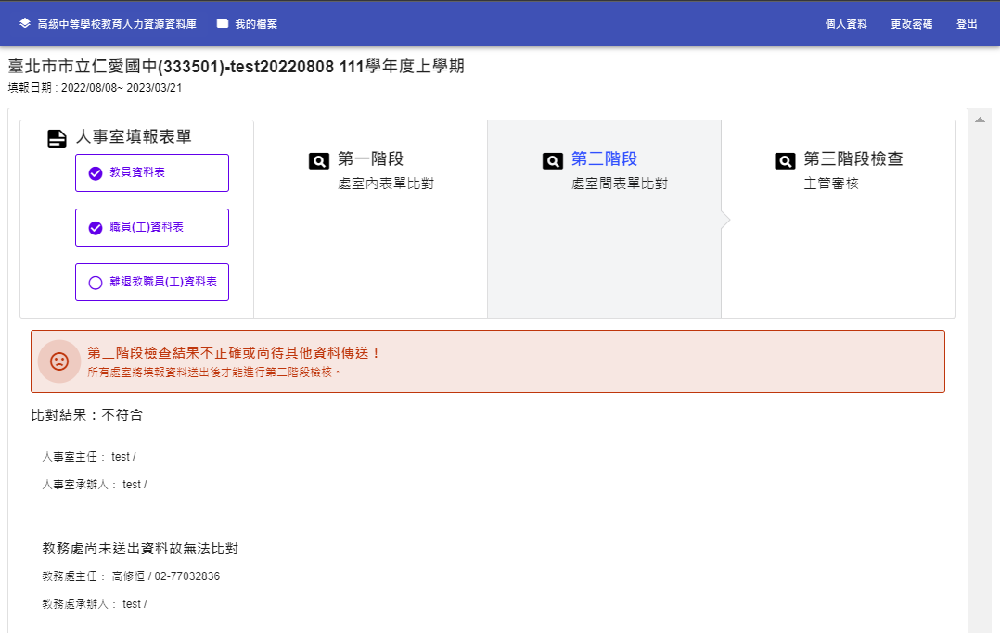 高級中等學校教育人力資源資料庫 我的檔案 個人資料 更改密碼 登出
臺北市市立仁愛國中(333501)-test20220808 111學年度上學期
填報日期 : 2022/08/08~ 2023/03/21
人事室填報表單
教員資料表
職員(工)資料表
離退教職員(工)資料表
第一階段
處室內表單比對
第二階段
處室間表單比對
第三階段檢查
主管審核
第二階段檢查結果不正確或尚待其他資料傳送！
所有處室將填報資料送出後才能進行第二階段檢核。
比對結果：不符合
人事室主任： test /
人事室承辦人： test /
教務處尚未送出資料故無法比對
教務處主任： 高修恒 / 02-77032836
教務處承辦人： test /